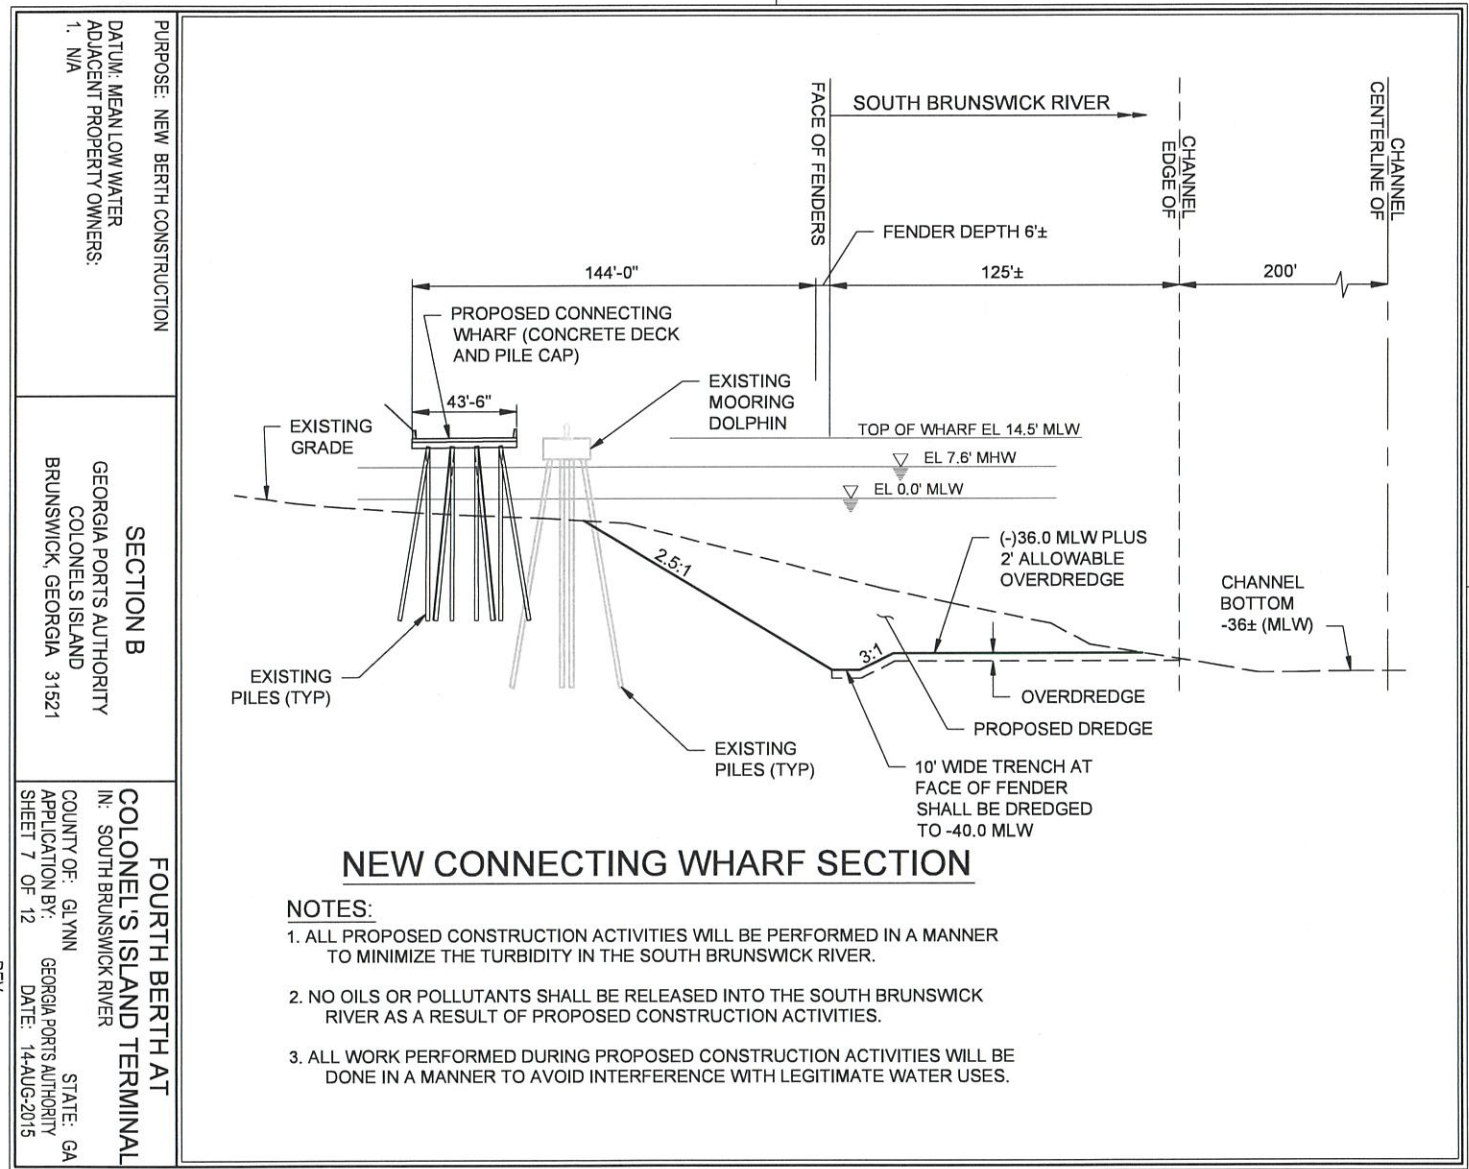 PURPOSE: NEW BERTH CONSTRUCTION
DATUM: MEAN LOW WATER
ADJACENT PROPERTY OWNERS:
1. N/A
SECTION B
GEORGIA PORTS AUTHORITY
COLONELS ISLAND
BRUNSWICK, GEORGIA 31521
FOURTH BERTH AT
COLONEL'S ISLAND TERMINAL
IN: SOUTH BRUNSWICK RIVER
COUNTY OF: GLYNN STATE: GA
APPLICATION BY: GEORGIA PORTS AUTHORITY
SHEET 7 OF 12 DATE: 14-AUG-2015
FACE OF FENDERS
SOUTH BRUNSWICK RIVER
CHANNEL
EDGE OF
CHANNEL
CENTERLINE OF
FENDER DEPTH 6'±
144'-0"
125'±
200'
PROPOSED CONNECTING
WHARF (CONCRETE DECK
AND PILE CAP)
EXISTING
MOORING
DOLPHIN
43'-6"
EXISTING
GRADE
TOP OF WHARF EL 14.5' MLW
EL 7.6' MHW
EL 0.0' MLW
2.5:1
(-)36.0 MLW PLUS
2' ALLOWABLE
OVERDREDGE
CHANNEL
BOTTOM
-36± (MLW)
3:1
EXISTING
PILES (TYP)
OVERDREDGE
PROPOSED DREDGE
EXISTING
PILES (TYP)
10' WIDE TRENCH AT
FACE OF FENDER
SHALL BE DREDGED
TO -40.0 MLW
NEW CONNECTING WHARF SECTION
NOTES:
1. ALL PROPOSED CONSTRUCTION ACTIVITIES WILL BE PERFORMED IN A MANNER
TO MINIMIZE THE TURBIDITY IN THE SOUTH BRUNSWICK RIVER.
2. NO OILS OR POLLUTANTS SHALL BE RELEASED INTO THE SOUTH BRUNSWICK
RIVER AS A RESULT OF PROPOSED CONSTRUCTION ACTIVITIES.
3. ALL WORK PERFORMED DURING PROPOSED CONSTRUCTION ACTIVITIES WILL BE
DONE IN A MANNER TO AVOID INTERFERENCE WITH LEGITIMATE WATER USES.